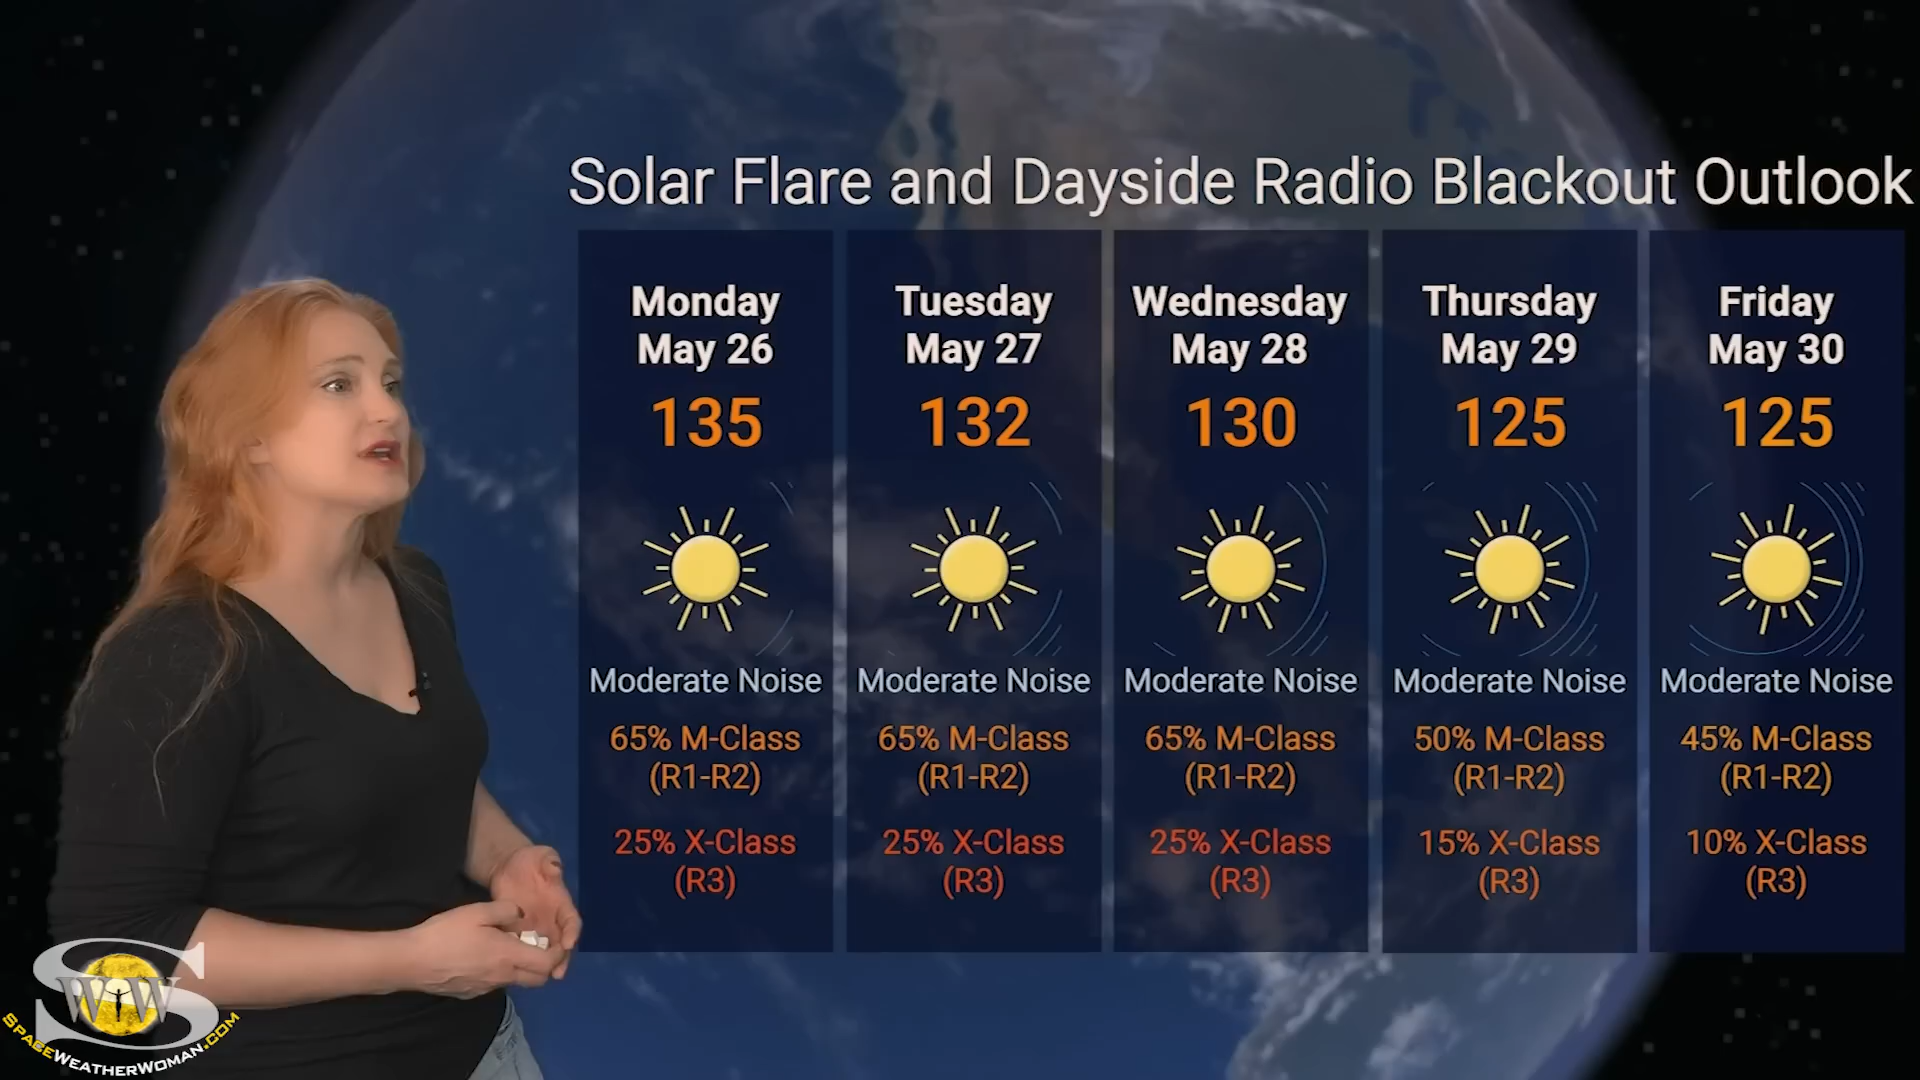 Solar Flare and Dayside Radio Blackout Outlook
Monday
May 26
135
Moderate Noise
65% M-Class
(R1-R2)
25% X-Class
(R3)
Tuesday
May 27
132
Moderate Noise
65% M-Class
(R1-R2)
25% X-Class
(R3)
Wednesday
May 28
130
Moderate Noise
65% M-Class
(R1-R2)
25% X-Class
(R3)
Thursday
May 29
125
Moderate Noise
50% M-Class
(R1-R2)
15% X-Class
(R3)
Friday
May 30
125
Moderate Noise
45% M-Class
(R1-R2)
10% X-Class
(R3)
SWW
SPACEWEATHERWOMAN.COM